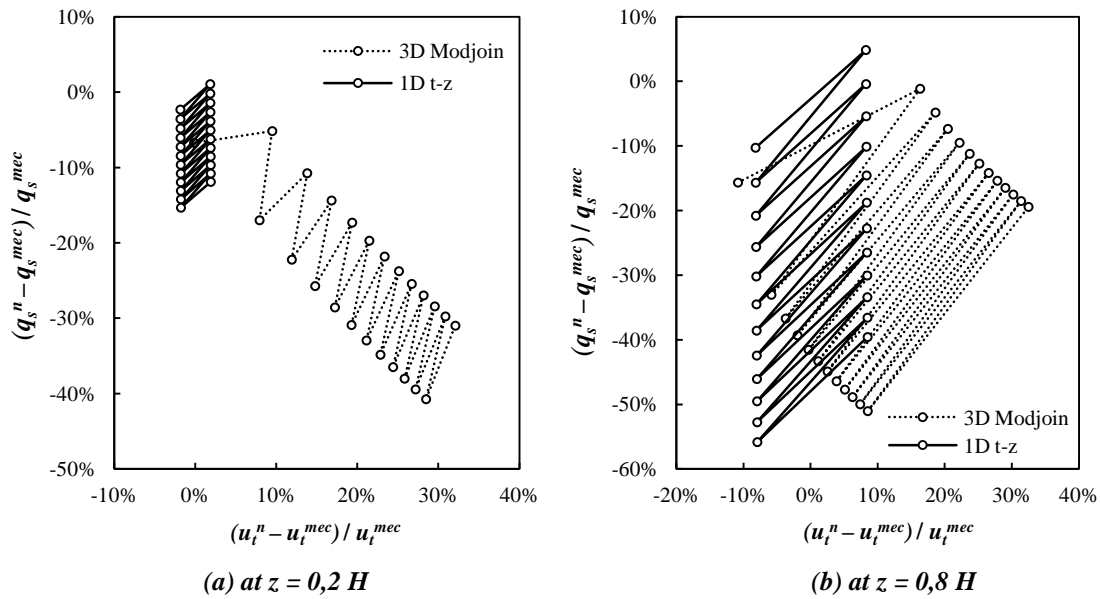 10%
0%
-10%
-20%
-30%
-40%
-50%
-10% 0% 10% 20% 30% 40%
(q_s^n – q_s^mec) / q_s^mec
(u_t^n – u_t^mec) / u_t^mec
3D Modjoin
1D t-z
(a) at z = 0,2 H
10%
0%
-10%
-20%
-30%
-40%
-50%
-60%
-20% -10% 0% 10% 20% 30% 40%
(q_s^n – q_s^mec) / q_s^mec
(u_t^n – u_t^mec) / u_t^mec
3D Modjoin
1D t-z
(b) at z = 0,8 H